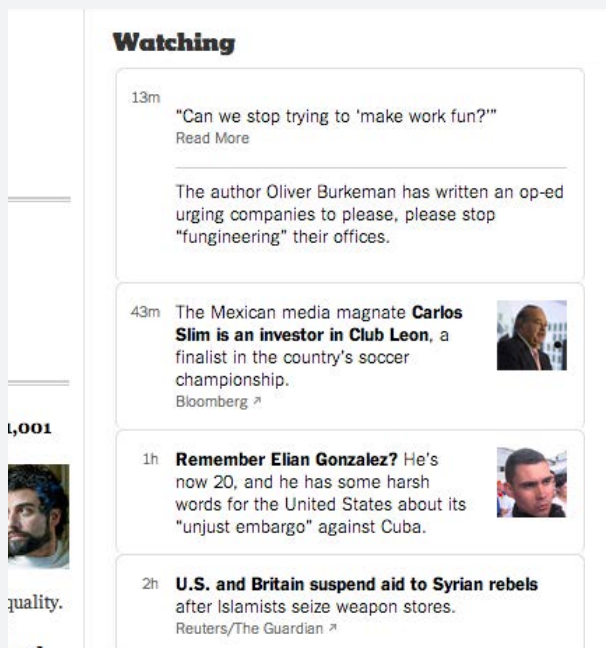 Watching
13m
“Can we stop trying to ‘make work fun?’”
Read More
The author Oliver Burkeman has written an op-ed
urging companies to please, please stop
“fungineering” their offices.
43m
The Mexican media magnate Carlos
Slim is an investor in Club Leon, a
finalist in the country’s soccer
championship.
Bloomberg ↗
1,001
1h
Remember Elian Gonzalez? He’s
now 20, and he has some harsh
words for the United States about its
“unjust embargo” against Cuba.
2h
U.S. and Britain suspend aid to Syrian rebels
after Islamists seize weapon stores.
Reuters/The Guardian ↗
quality.